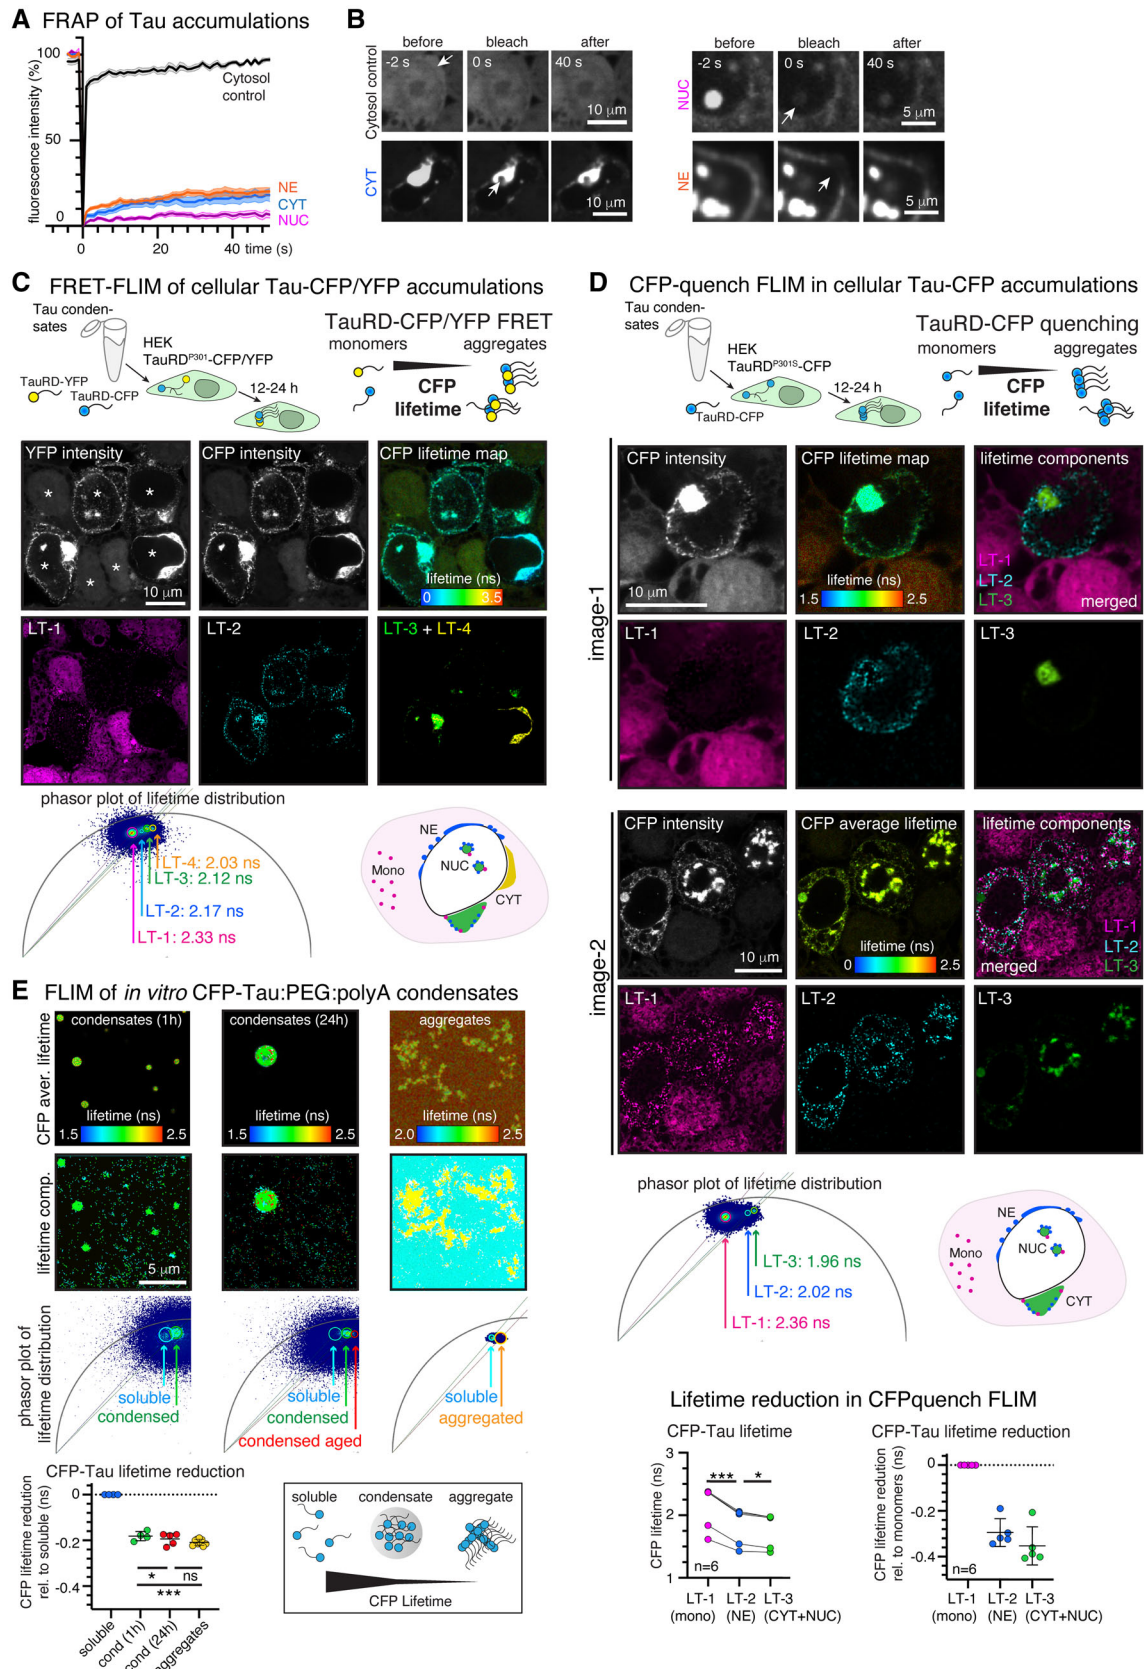 A FRAP of Tau accumulations
fluorescence intensity (%)
100
50
0
Cytosol
control
NE
CYT
NUC
0 20 40 time (s)
B
before bleach after
Cytosol control
-2 s 0 s 40 s
10 µm
CYT
10 µm
before bleach after
NUC
-2 s 0 s 40 s
5 µm
NE
5 µm
C FRET-FLIM of cellular Tau-CFP/YFP accumulations
Tau conden-
sates
HEK
TauRDP301-CFP/YFP
TauRD-YFP
TauRD-CFP
12-24 h
TauRD-CFP/YFP FRET
monomers aggregates
CFP
lifetime
YFP intensity CFP intensity CFP lifetime map
* * * * * *
10 µm
lifetime (ns)
0 3.5
LT-1 LT-2 LT-3 + LT-4
phasor plot of lifetime distribution
LT-4: 2.03 ns
LT-3: 2.12 ns
LT-2: 2.17 ns
LT-1: 2.33 ns
NE
Mono
NUC
CYT
D CFP-quench FLIM in cellular Tau-CFP accumulations
Tau conden-
sates
HEK
TauRDP301S-CFP
12-24 h
TauRD-CFP
TauRD-CFP quenching
monomers aggregates
CFP
lifetime
image-1
CFP intensity CFP lifetime map lifetime components
LT-1
LT-2
LT-3
merged
10 µm
lifetime (ns)
1.5 2.5
LT-1 LT-2 LT-3
image-2
CFP intensity CFP average lifetime lifetime components
10 µm
lifetime (ns)
0 2.5
LT-1
LT-2
LT-3
merged
LT-1 LT-2 LT-3
phasor plot of lifetime distribution
LT-3: 1.96 ns
LT-2: 2.02 ns
LT-1: 2.36 ns
NE
Mono
NUC
CYT
Lifetime reduction in CFPquench FLIM
CFP-Tau lifetime
CFP lifetime (ns)
3
2
1
*** *
n=6
LT-1 LT-2 LT-3
(mono) (NE) (CYT+NUC)
CFP-Tau lifetime reduction
CFP lifetime reduction
rel. to monomers (ns)
0
-0.2
-0.4
n=6
LT-1 LT-2 LT-3
(mono) (NE) (CYT+NUC)
E FLIM of in vitro CFP-Tau:PEG:polyA condensates
CFP aver. lifetime
condensates (1h) condensates (24h) aggregates
lifetime (ns) lifetime (ns) lifetime (ns)
1.5 2.5 1.5 2.5 2.0 2.5
lifetime comp.
5 µm
phasor plot of
lifetime distribution
soluble
condensed
soluble
condensed
condensed aged
soluble
aggregated
CFP-Tau lifetime reduction
CFP lifetime reduction
rel. to soluble (ns)
0
-0.2
-0.4
* ns
***
soluble
cond (1h)
cond (24h)
aggregates
soluble condensate aggregate
CFP Lifetime